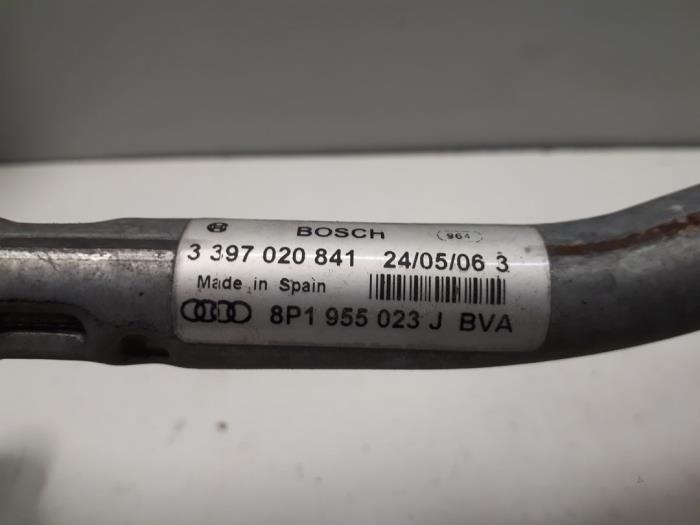 BOSCH 964
3 397 020 841 24/05/06 3
Made in Spain
8P1 955 023 J BVA